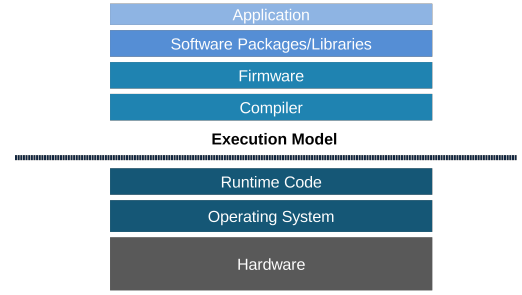 Application
Software Packages/Libraries
Firmware
Compiler
Execution Model
Runtime Code
Operating System
Hardware